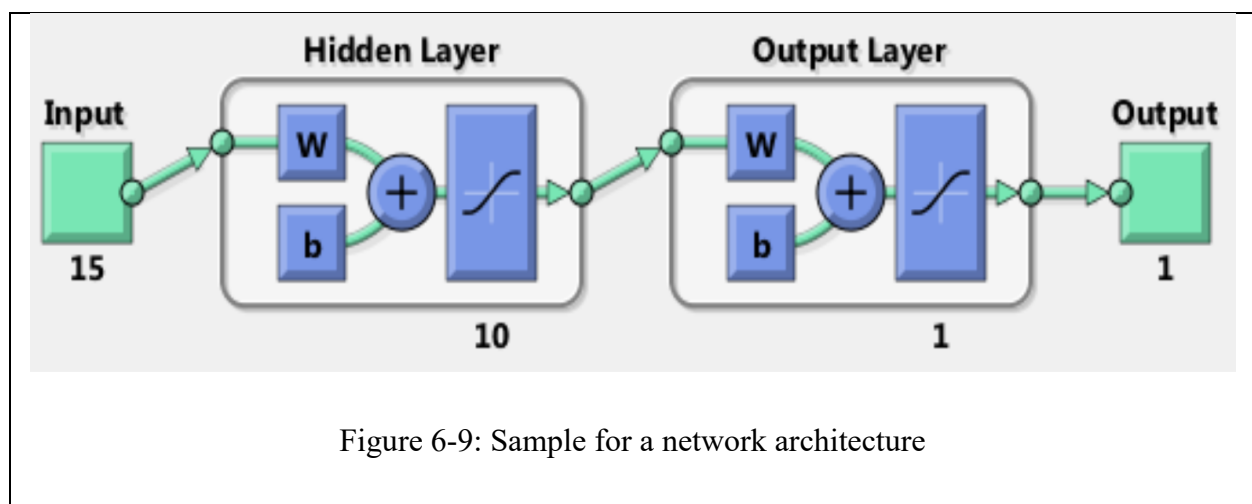 Hidden Layer
Output Layer
Input
Output
W
W
+
+
b
b
15
1
10
1
Figure 6-9: Sample for a network architecture